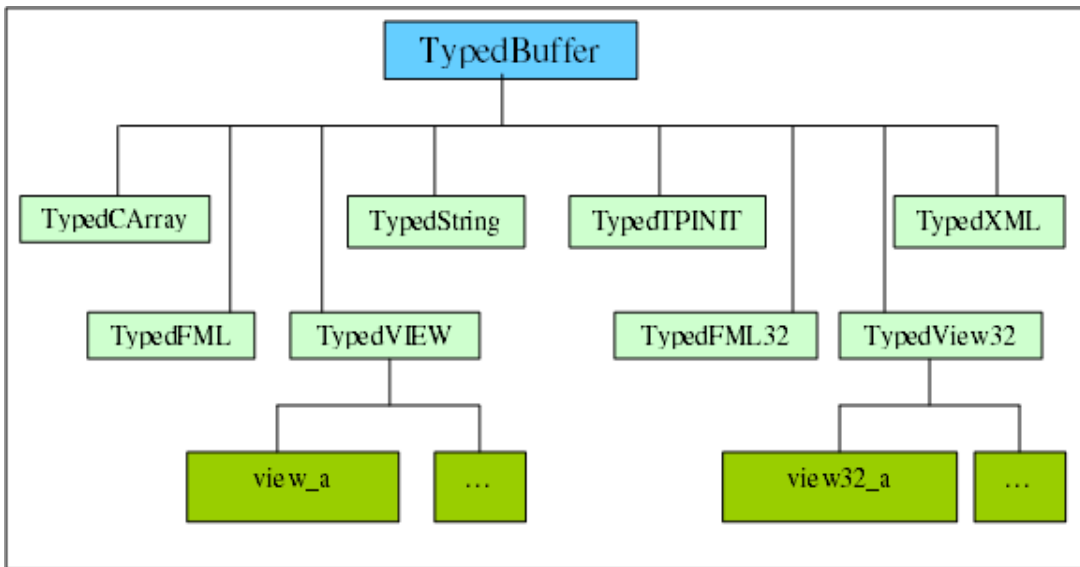 TypedBuffer
TypedCArray
TypedString
TypedTPINIT
TypedXML
TypedFML
TypedVIEW
TypedFML32
TypedView32
view_a
...
view32_a
...